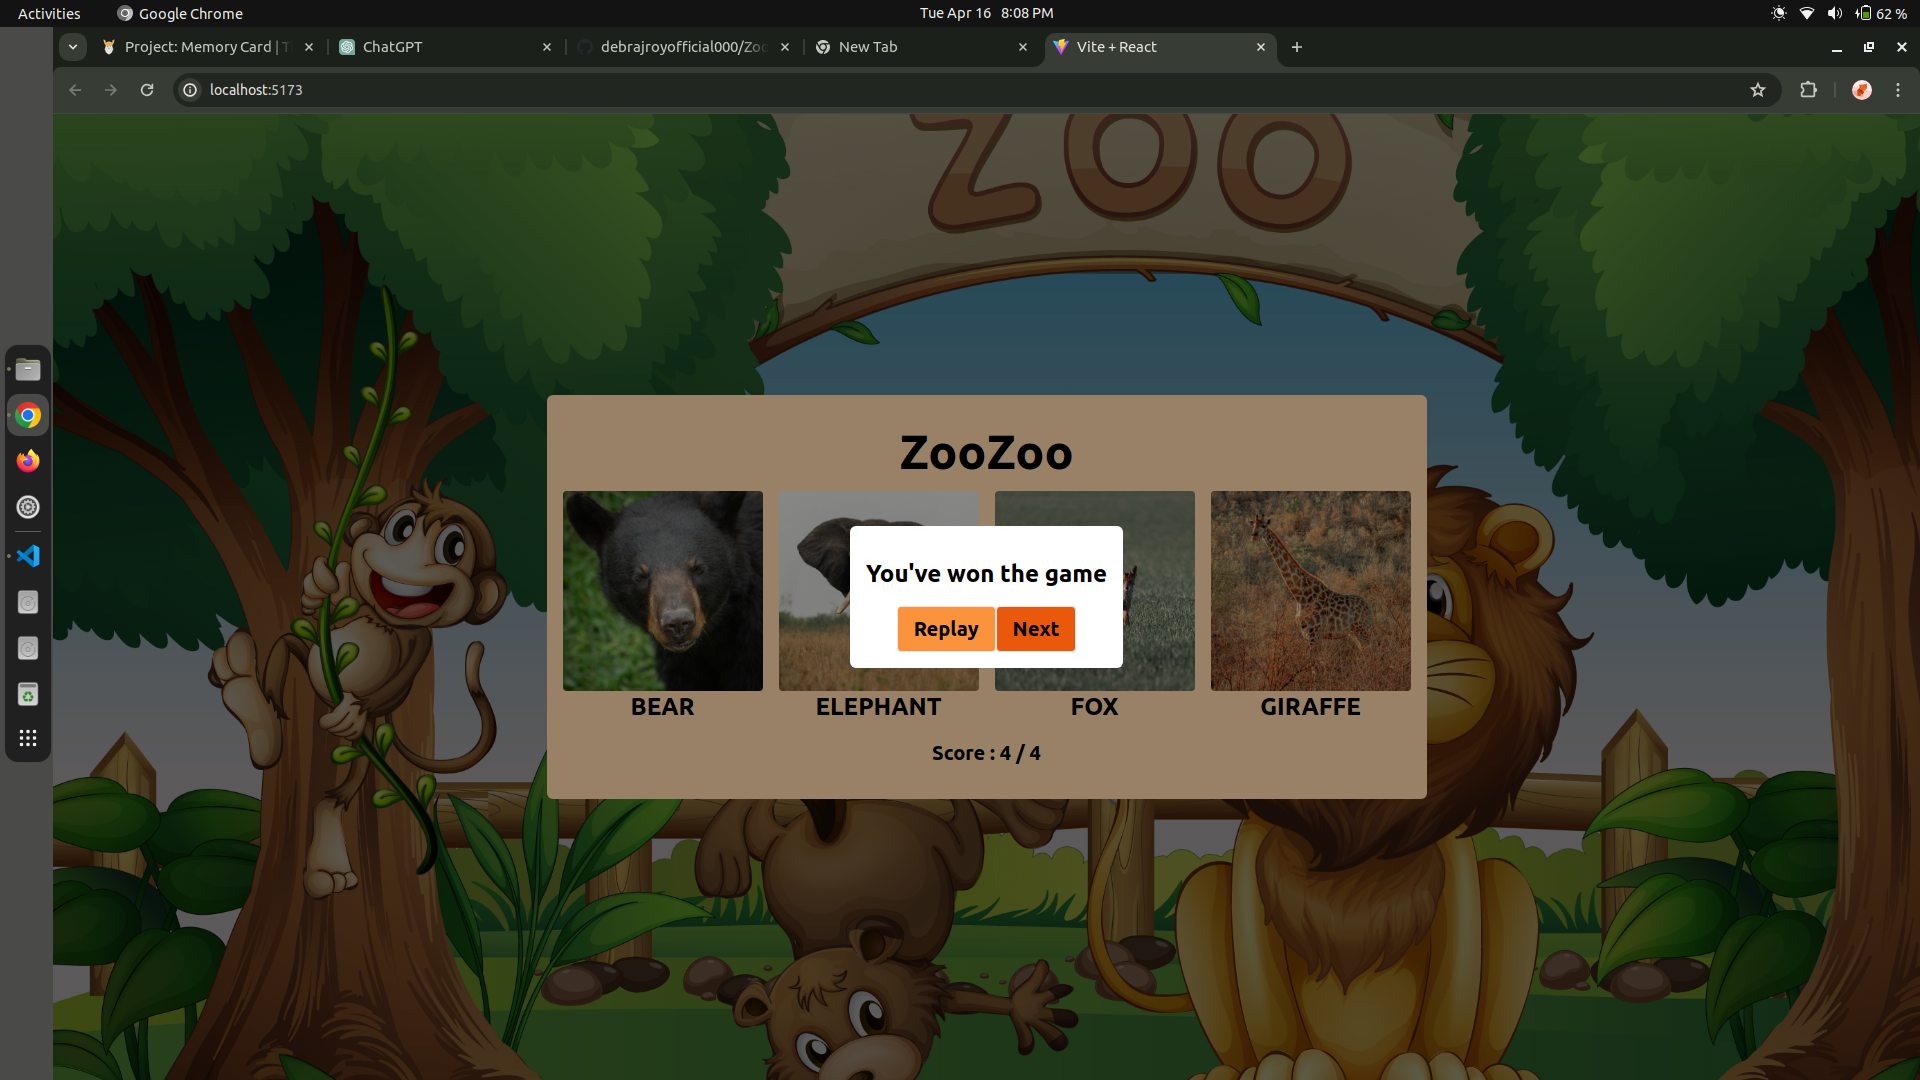 Activities Google Chrome Tue Apr 16 8:08 PM 62 %
Project: Memory Card | T ChatGPT debrajroyofficial000/Zoo New Tab Vite + React
localhost:5173
ZOO
ZooZoo
You've won the game
Replay Next
BEAR ELEPHANT FOX GIRAFFE
Score : 4 / 4